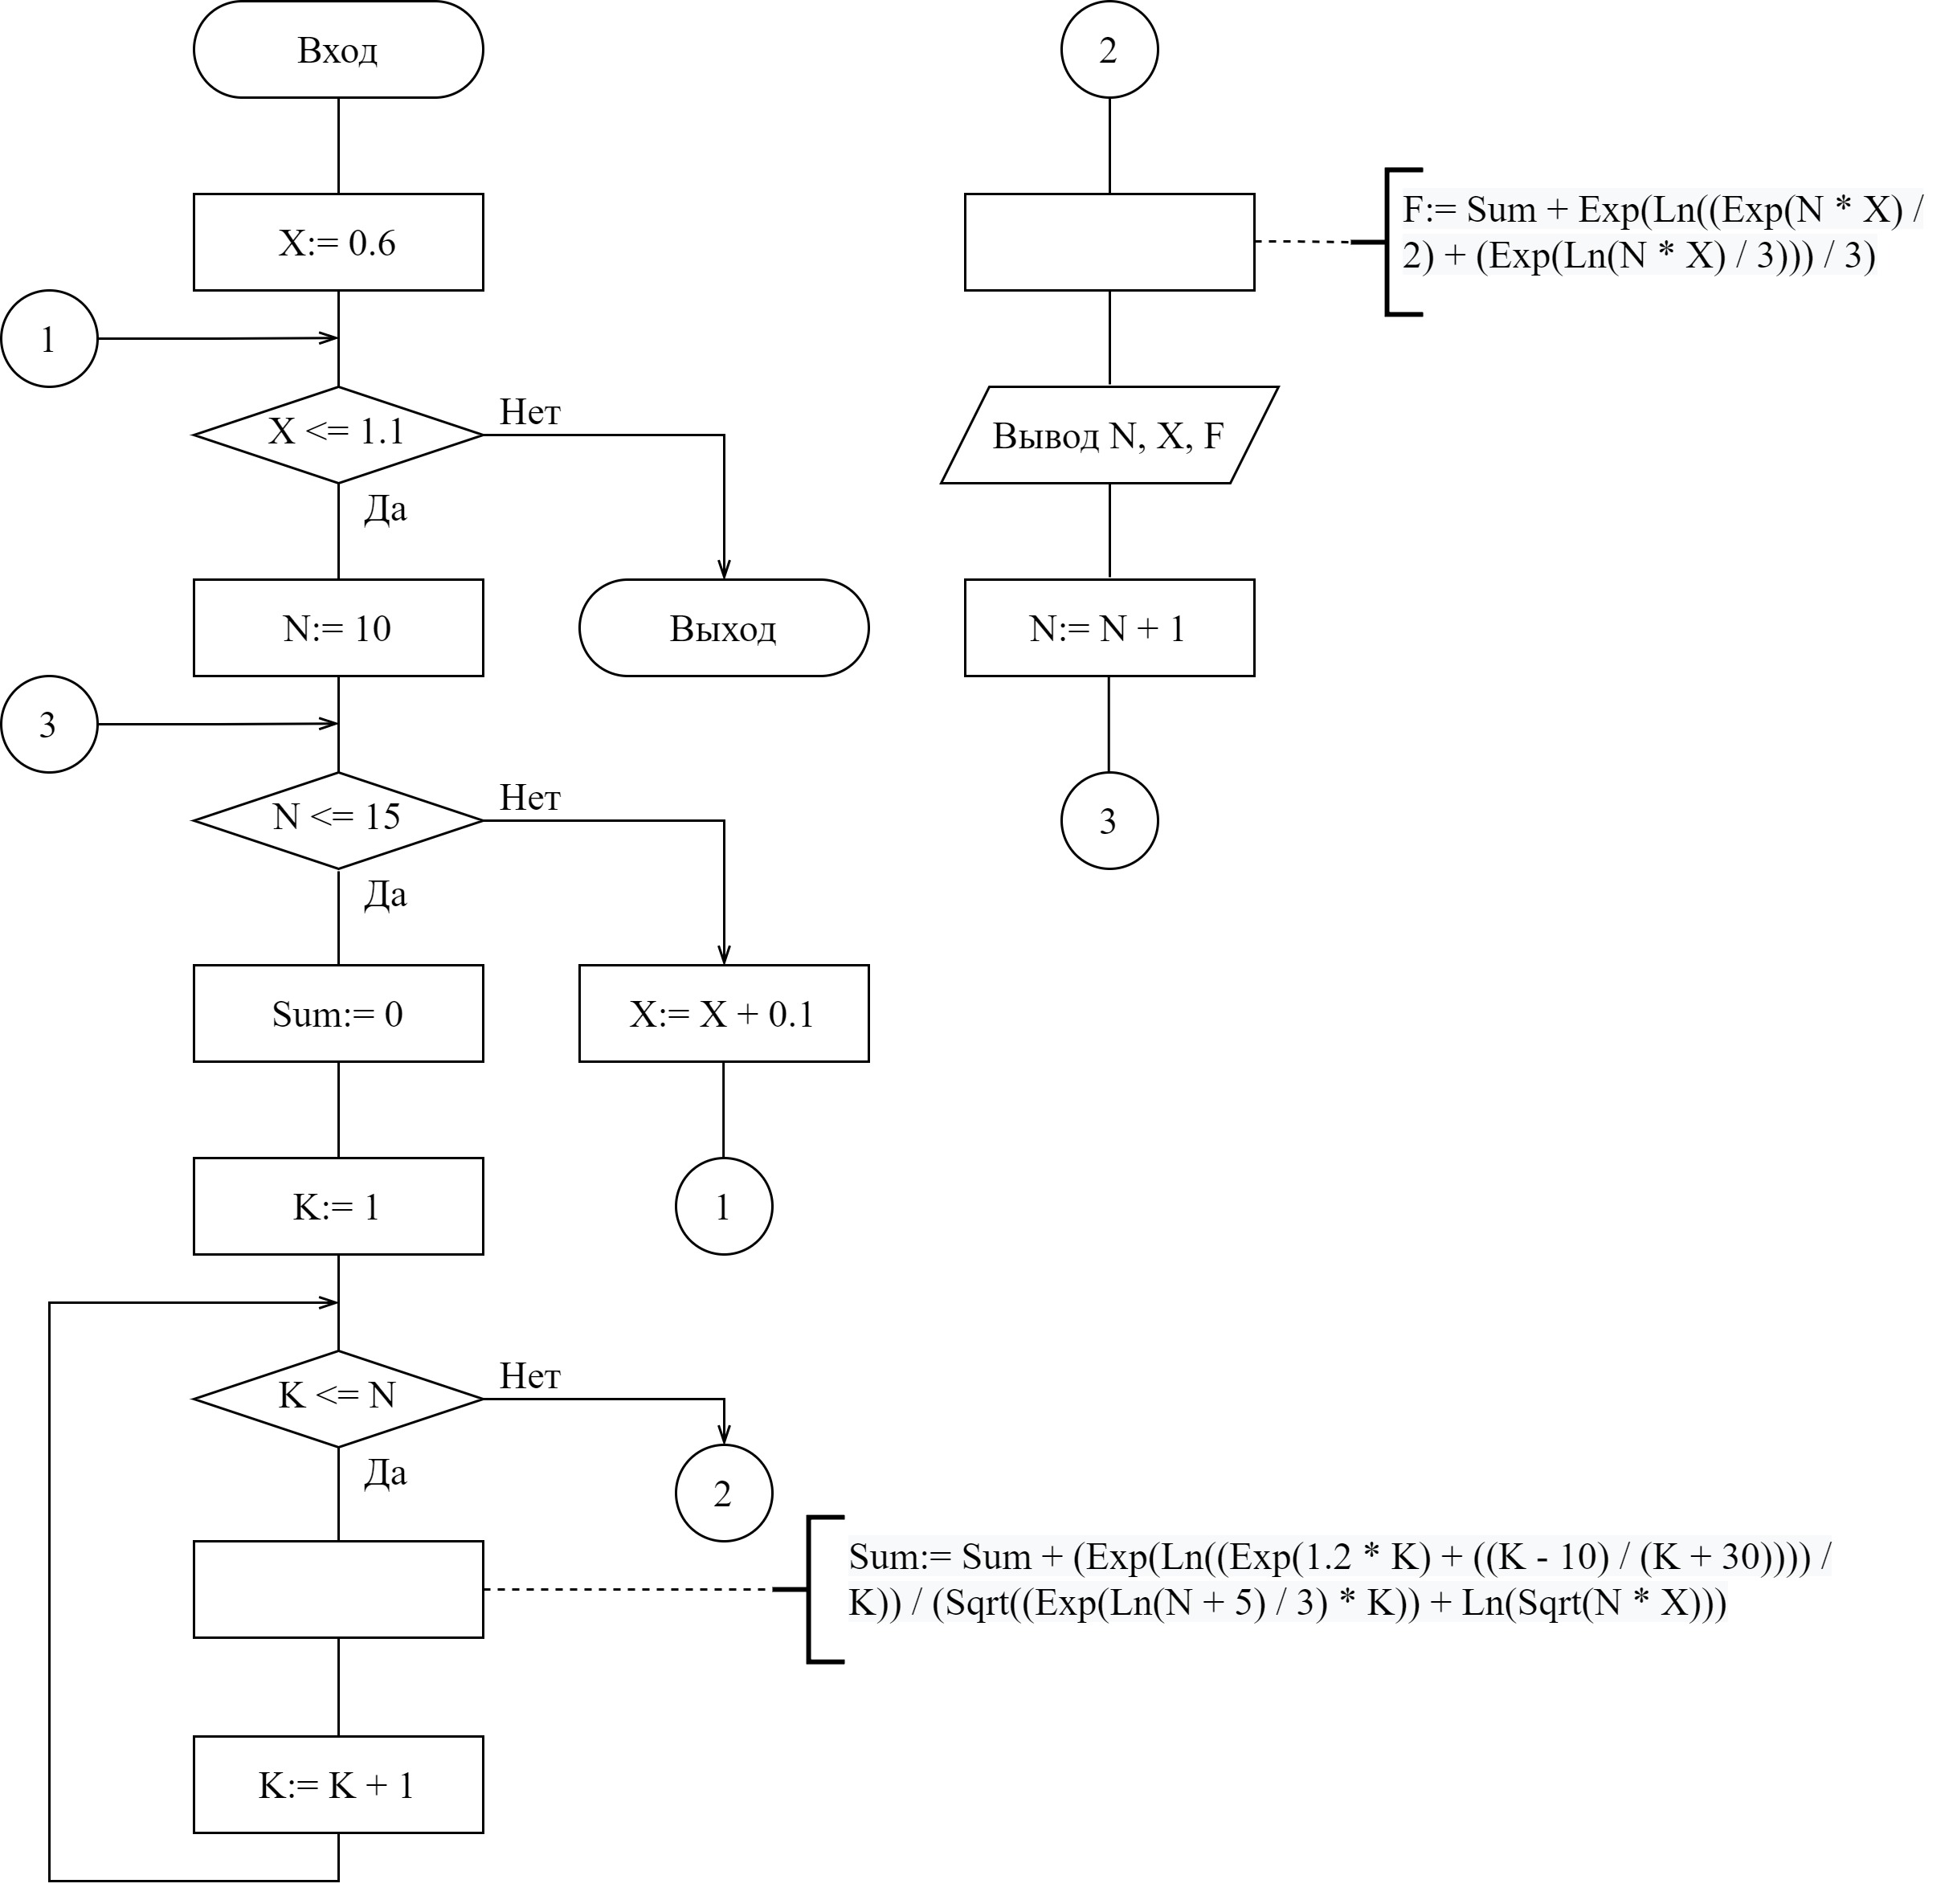 Вход
X:= 0.6
1
X <= 1.1
Нет
Да
N:= 10
Выход
3
N <= 15
Нет
Да
Sum:= 0
X:= X + 0.1
K:= 1
1
K <= N
Нет
Да
2
Sum:= Sum + (Exp(Ln((Exp(1.2 * K) + ((K - 10) / (K + 30)))) /
K)) / (Sqrt((Exp(Ln(N + 5) / 3) * K)) + Ln(Sqrt(N * X)))
K:= K + 1
2
F:= Sum + Exp(Ln((Exp(N * X) /
2) + (Exp(Ln(N * X) / 3))) / 3)
Вывод N, X, F
N:= N + 1
3